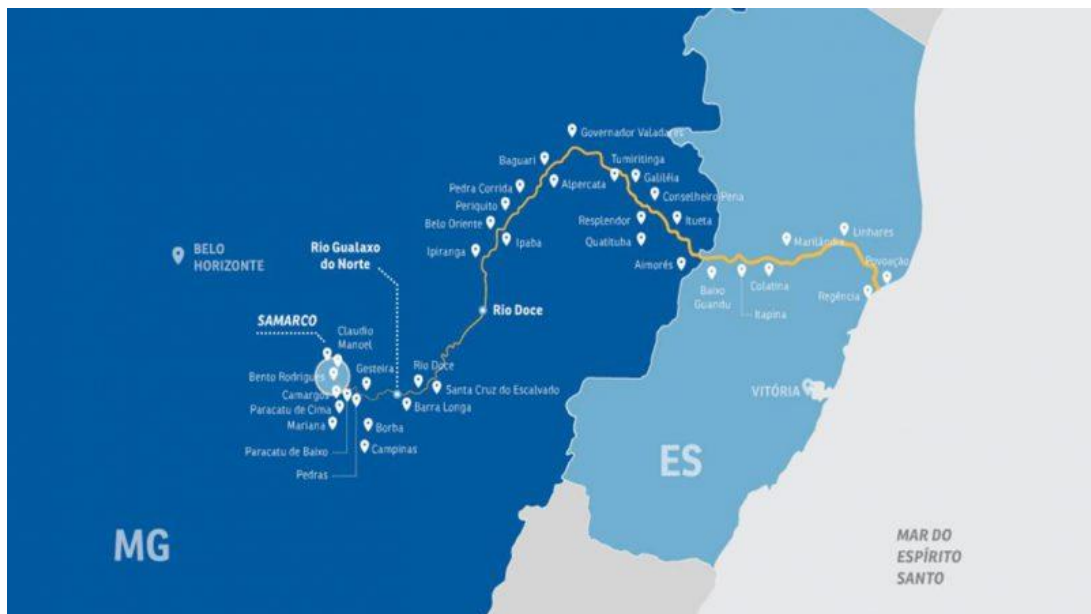 Governador Valadares
Baguari
Tumiritinga
Alpercata
Galiléia
Pedra Corrida
Conselheiro Pena
Periquito
Belo Oriente
Resplendor
Itueta
Ipaba
Quatituba
Linhares
Marilândia
BELO
HORIZONTE
Rio Gualaxo
do Norte
Ipiranga
Aimorés
Povoação
Baixo
Guandu
Colatina
Regência
Itapina
Rio Doce
SAMARCO
Claudio
Manoel
Gesteira
Rio Doce
Bento Rodrigues
Santa Cruz do Escalvado
Camargos
Barra Longa
Paracatu de Cima
Mariana
Borba
Paracatu de Baixo
Campinas
Pedras
VITÓRIA
ES
MG
MAR DO
ESPÍRITO
SANTO